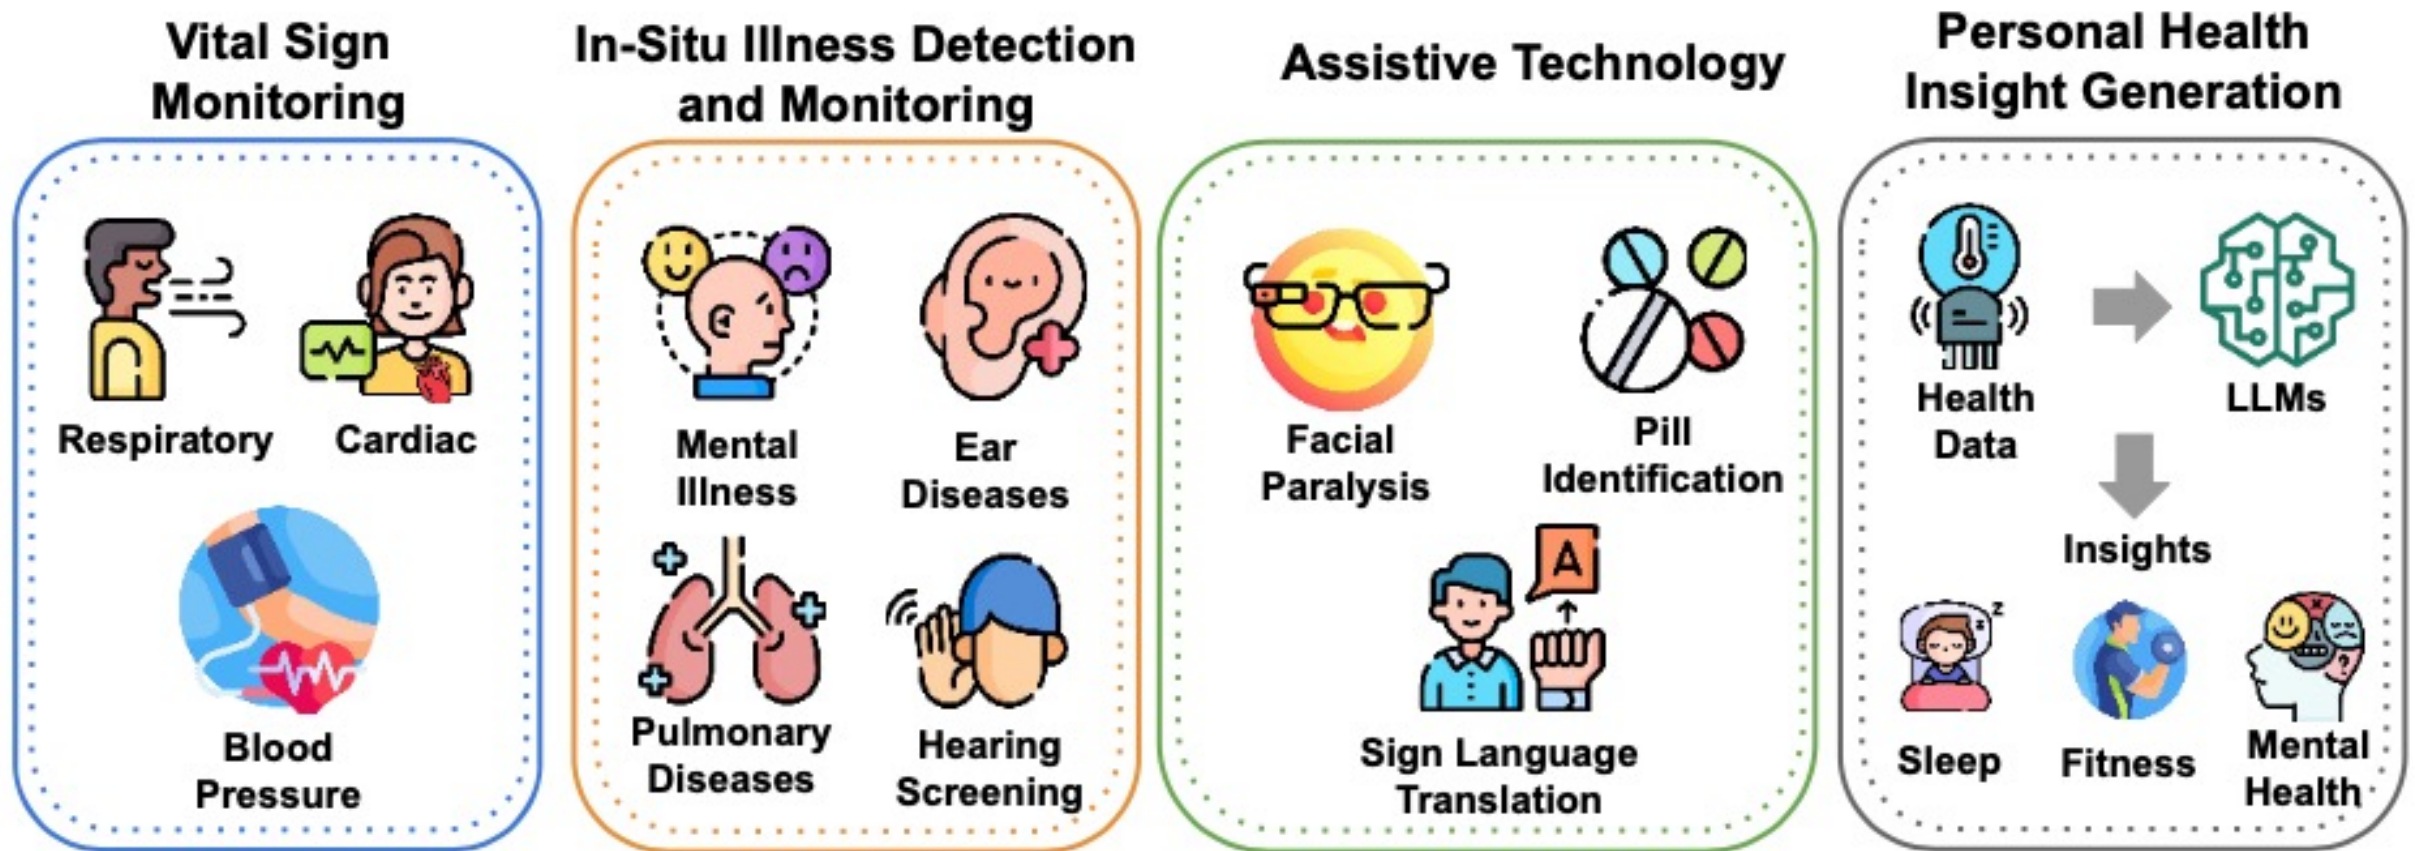 Vital Sign
Monitoring
Respiratory
Cardiac
Blood
Pressure
In-Situ Illness Detection
and Monitoring
Mental
Illness
Ear
Diseases
Pulmonary
Diseases
Hearing
Screening
Assistive Technology
Facial
Paralysis
Pill
Identification
A
Sign Language
Translation
Personal Health
Insight Generation
Health
Data
LLMs
Insights
z
z
Sleep
Fitness
Mental
Health